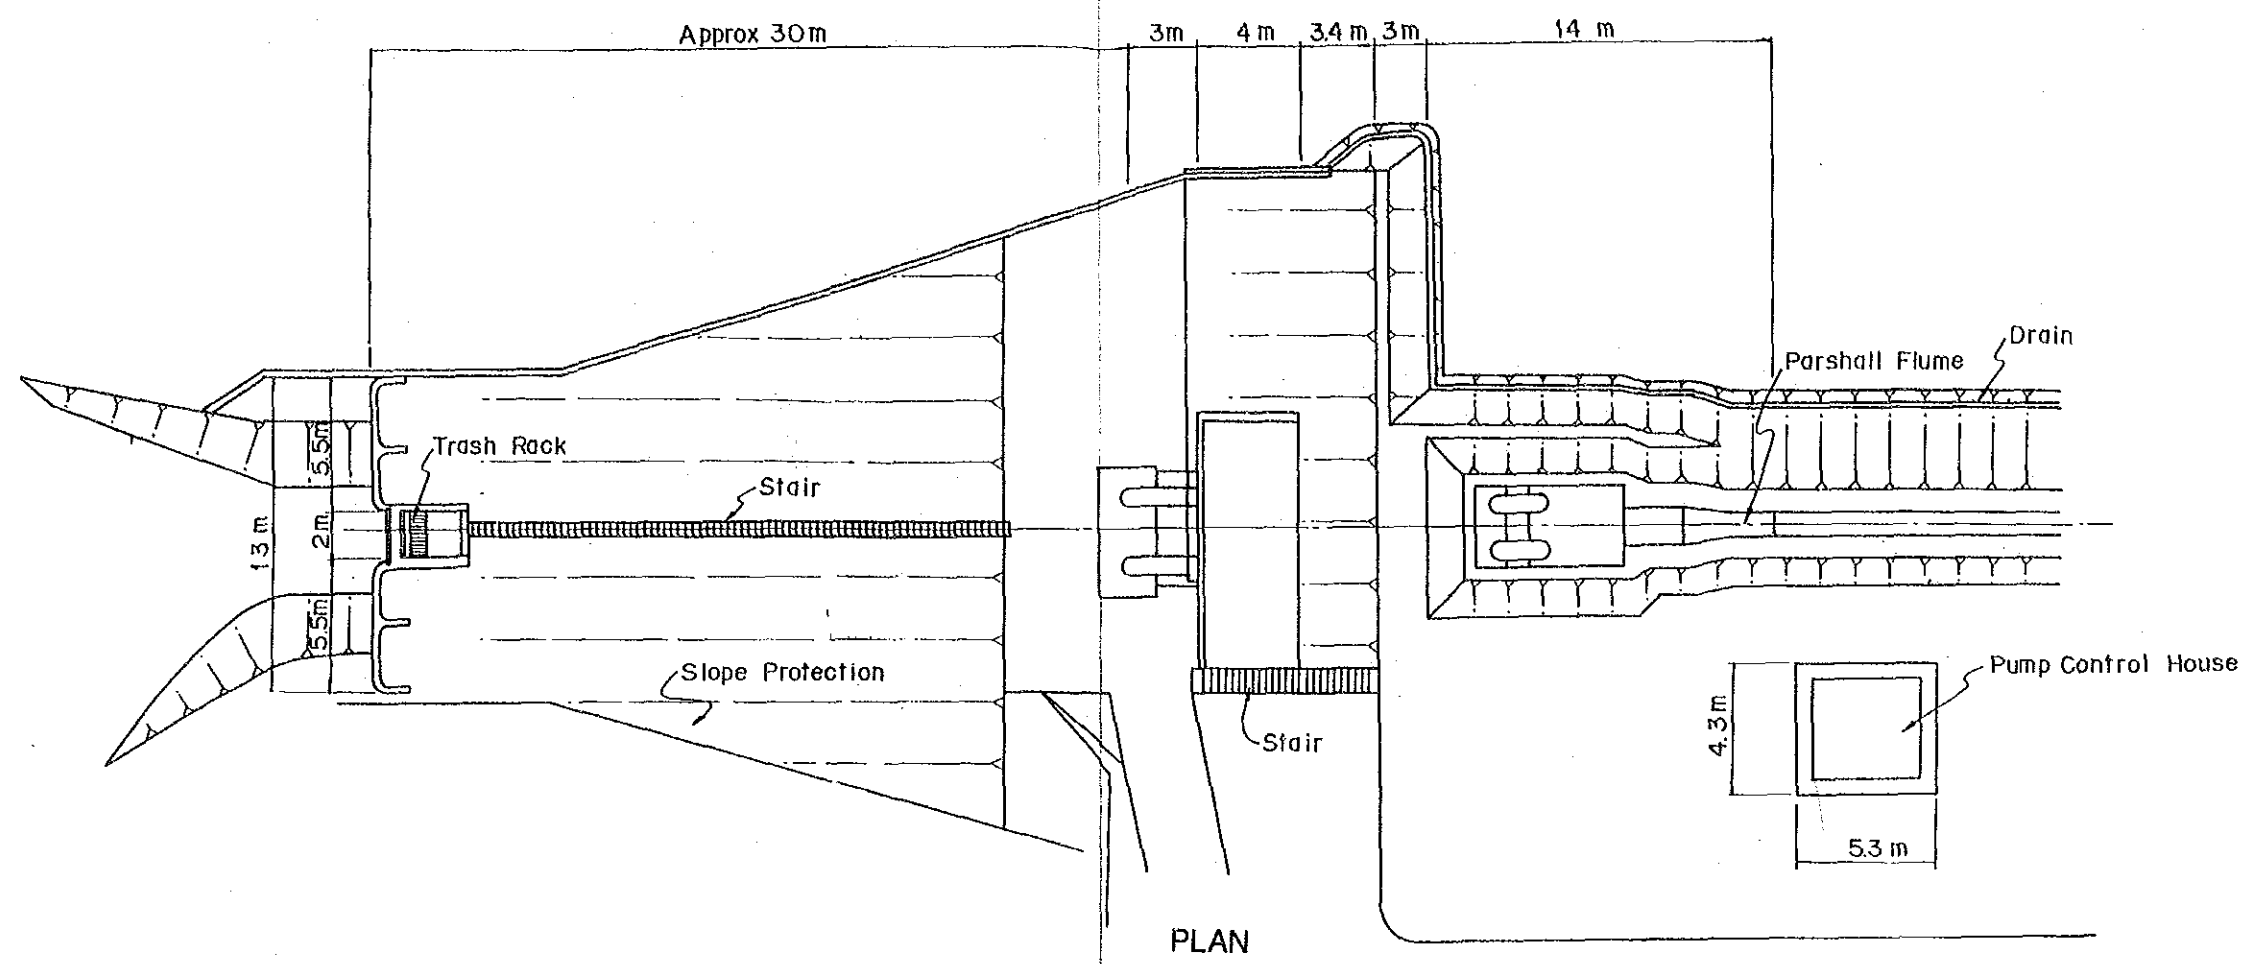 Approx 30m
3m
4 m
3.4 m
3m
14 m
Drain
Parshall Flume
5.5m
Trash Rack
Stair
13 m
2m
5.5m
Slope Protection
Pump Control House
4.3m
Stair
5.3 m
PLAN